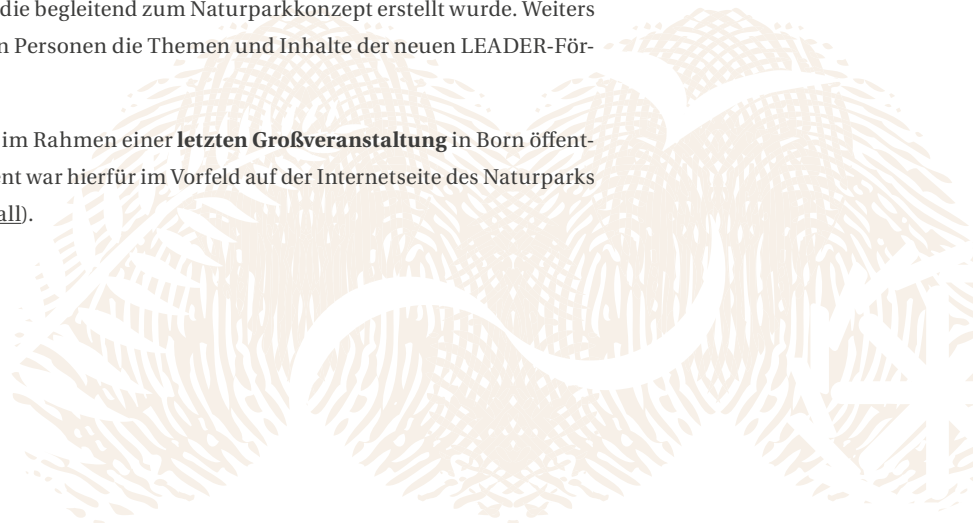 die begleitend zum Naturparkkonzept erstellt wurde. Weiters
n Personen die Themen und Inhalte der neuen LEADER-För-
im Rahmen einer letzten Großveranstaltung in Born öffent-
nt war hierfür im Vorfeld auf der Internetseite des Naturparks
all).